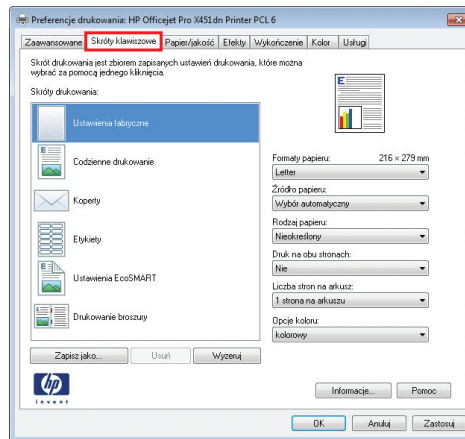 Preferencje drukowania: HP Officejet Pro X451dn Printer PCL 6
Zaawansowane Skróty klawiszowe Papier/jakość Efekty Wykończenie Kolor Usługi
Skrót drukowania jest zbiorem zapisanych ustawień drukowania, które można
wybrać za pomocą jednego kliknięcia.
Skróty drukowania:
E
Ustawienia fabryczne
E
Codzienne drukowanie
Formaty papieru: 216 × 279 mm
Letter
Źródło papieru:
Koperty
Wybór automatyczny
Rodzaj papieru:
Etykiety
Nieokreślony
Druk na obu stronach:
Nie
E
Ustawienia EcoSMART
Liczba stron na arkusz:
1 strona na arkuszu
Drukowanie broszury
Opcje koloru:
kolorowy
Zapisz jako... Usuń Wyzeruj
hp
invent
Informacje... Pomoc
OK Anuluj Zastosuj